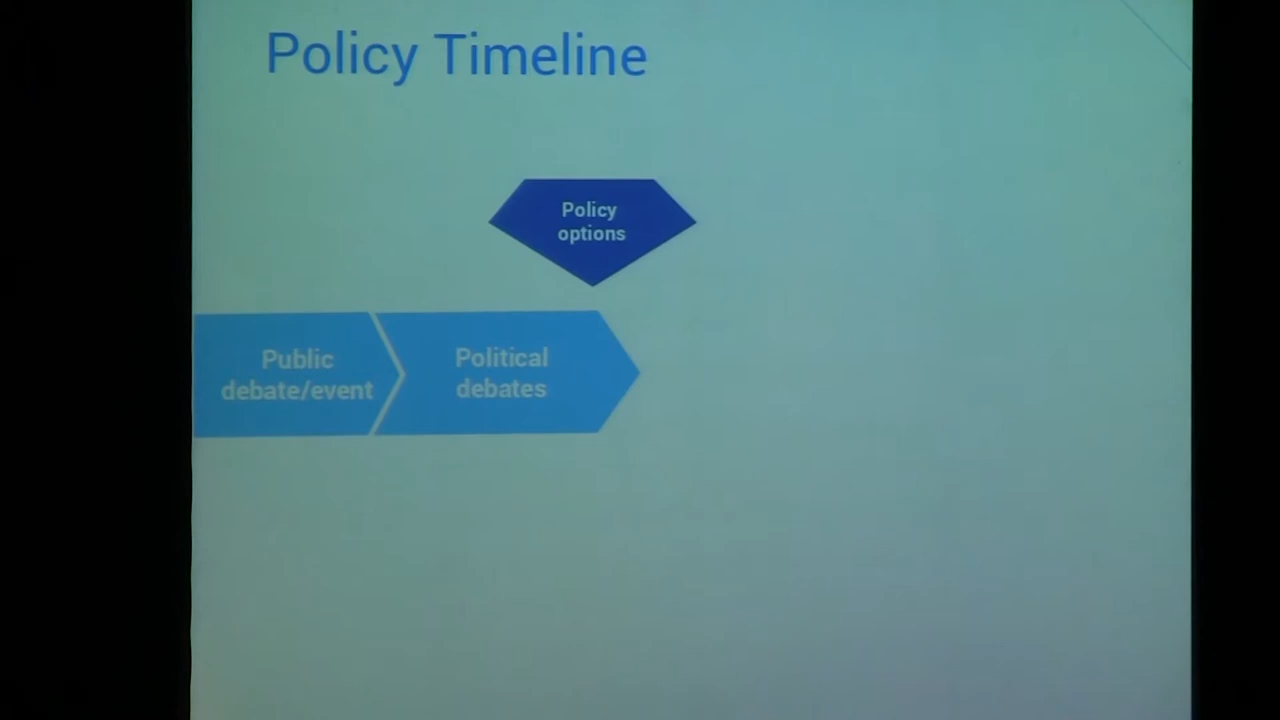 Policy Timeline
Policy
options
Public
debate/event
Political
debates